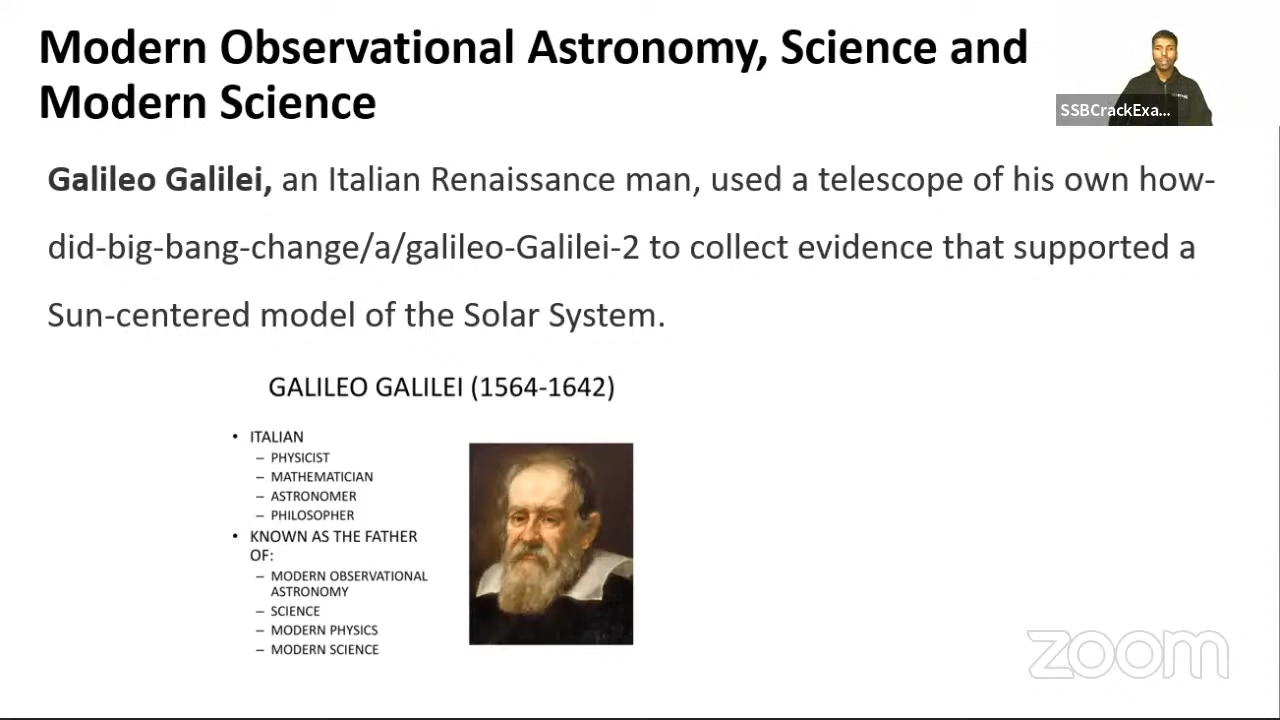 Modern Observational Astronomy, Science and
Modern Science
SSBCrackExa...
Galileo Galilei, an Italian Renaissance man, used a telescope of his own how-
did-big-bang-change/a/galileo-Galilei-2 to collect evidence that supported a
Sun-centered model of the Solar System.
GALILEO GALILEI (1564-1642)
• ITALIAN
– PHYSICIST
– MATHEMATICIAN
– ASTRONOMER
– PHILOSOPHER
• KNOWN AS THE FATHER
OF:
– MODERN OBSERVATIONAL
ASTRONOMY
– SCIENCE
– MODERN PHYSICS
– MODERN SCIENCE
zoom